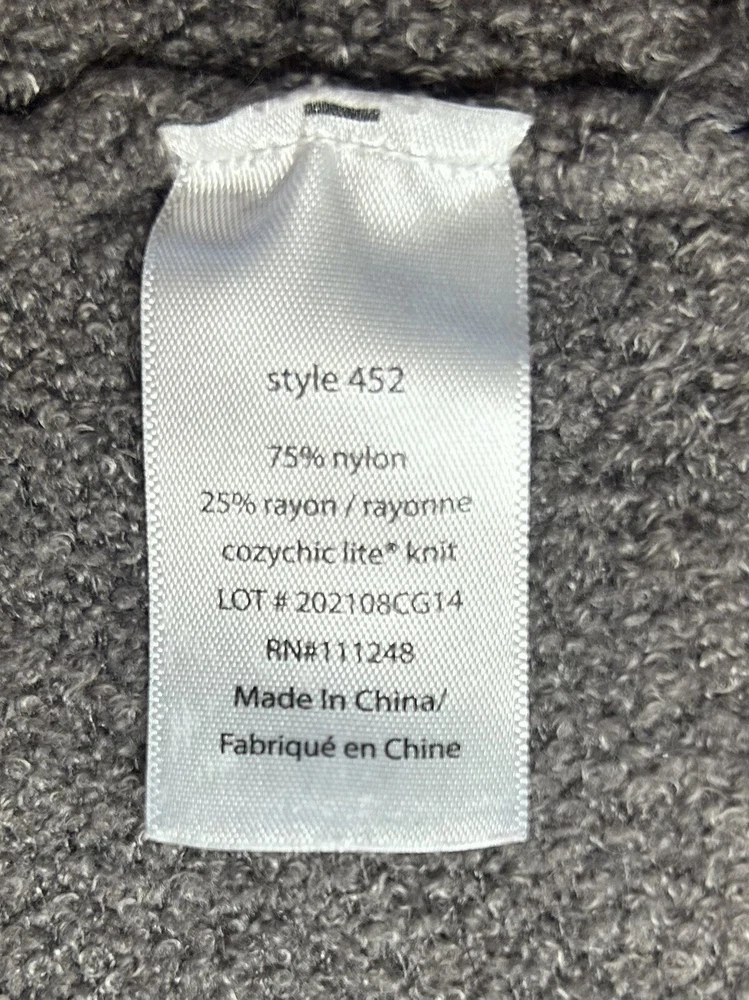 style 452
75% nylon
25% rayon / rayonne
cozychic lite® knit
LOT # 202108CG14
RN#111248
Made In China/
Fabriqué en Chine